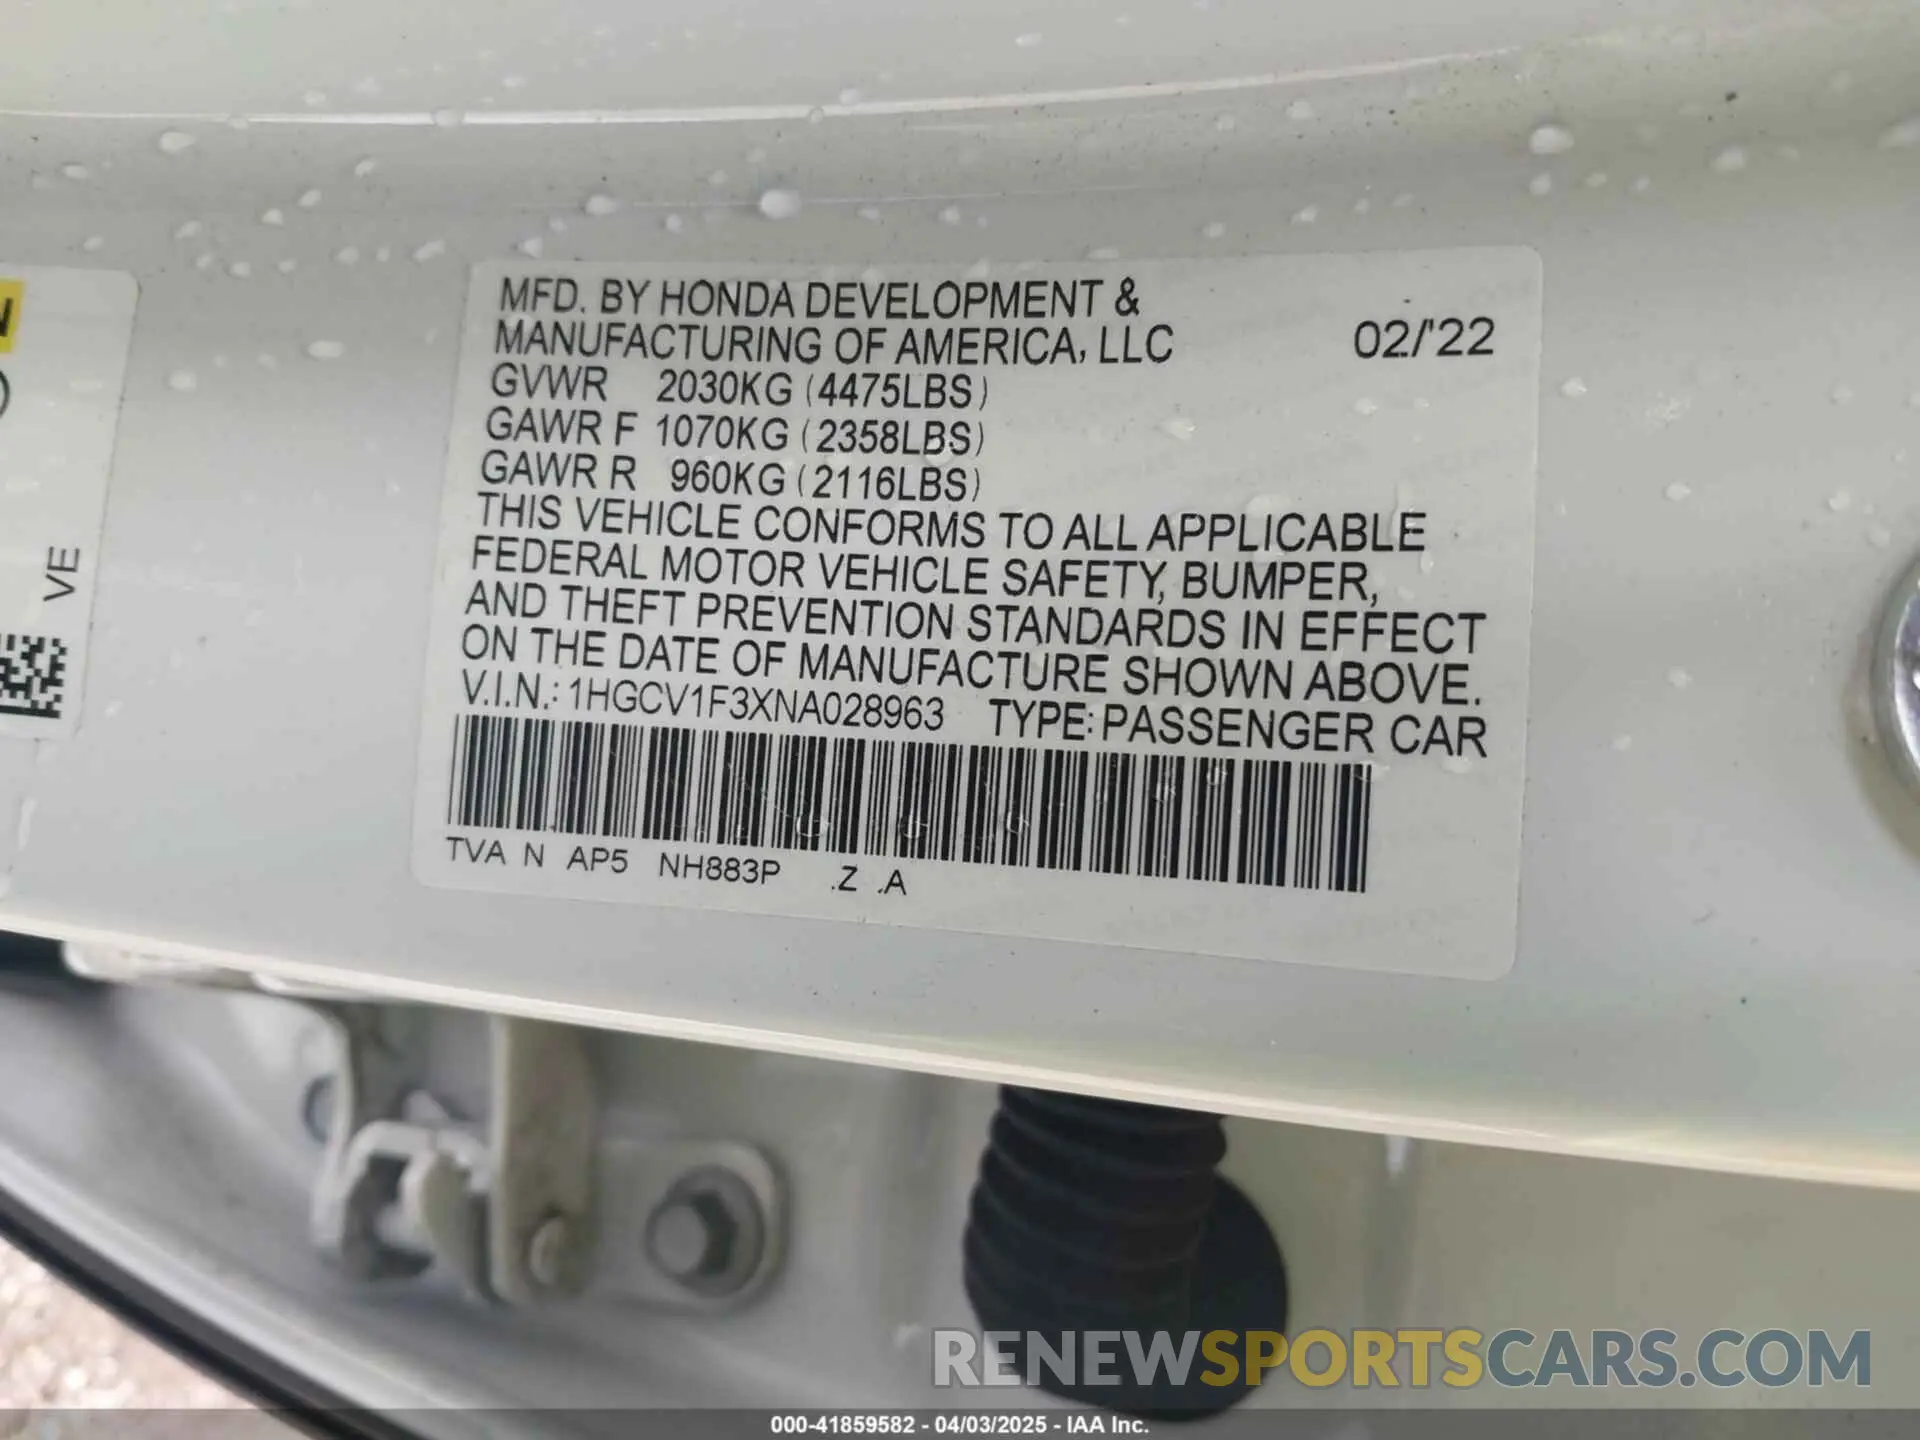 MFD. BY HONDA DEVELOPMENT &
MANUFACTURING OF AMERICA, LLC 02/'22
GVWR 2030KG (4475LBS)
GAWR F 1070KG (2358LBS)
GAWR R 960KG (2116LBS)
THIS VEHICLE CONFORMS TO ALL APPLICABLE
FEDERAL MOTOR VEHICLE SAFETY, BUMPER,
AND THEFT PREVENTION STANDARDS IN EFFECT
ON THE DATE OF MANUFACTURE SHOWN ABOVE.
V.I.N.: 1HGCV1F3XNA028963 TYPE: PASSENGER CAR
TVA N AP5 NH883P .Z .A
VE
RENEWSPORTSCARS.COM
000-41859582 - 04/03/2025 - IAA Inc.